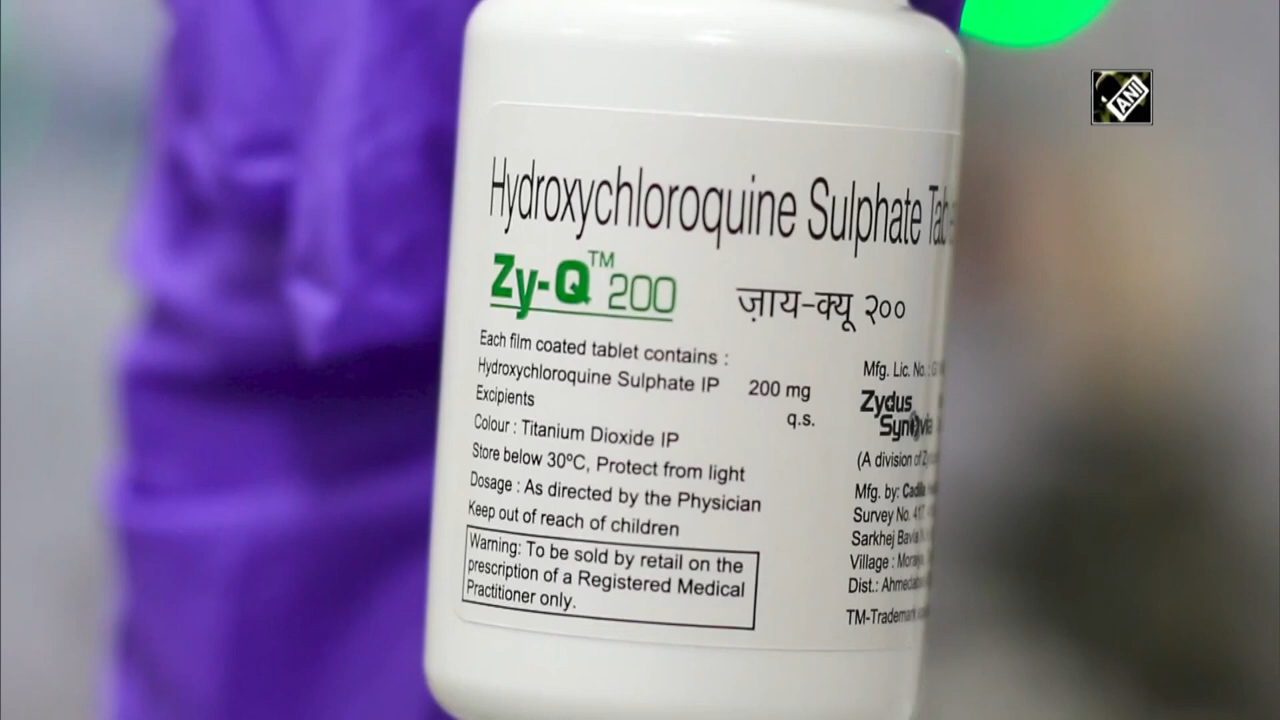 ANI
Hydroxychloroquine Sulphate
Zy-Q™ 200
ज़ाय-क्यू २००
Each film coated tablet contains :
Hydroxychloroquine Sulphate IP 200 mg
Excipients q.s.
Colour : Titanium Dioxide IP
Store below 30ºC, Protect from light
Dosage : As directed by the Physician
Keep out of reach of children
Warning: To be sold by retail on the
prescription of a Registered Medical
Practitioner only.
Mfg. Lic. No. :
Zydus
Synovia
(A division of
Mfg. by:
Survey No.
Sarkhej
Village :
Dist.: